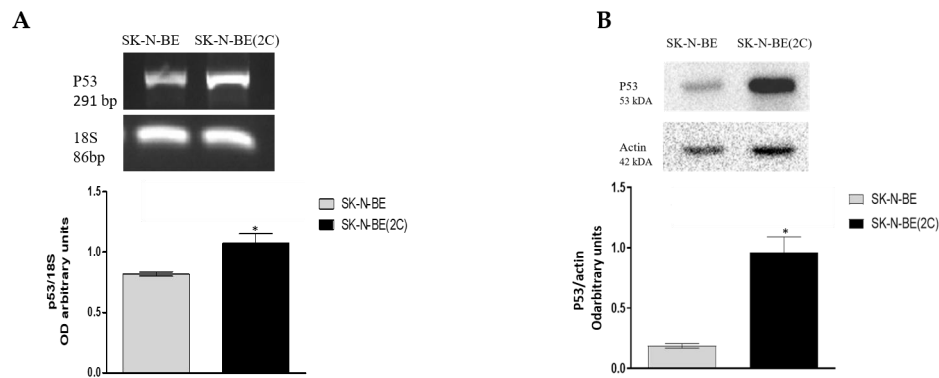 A
SK-N-BE SK-N-BE(2C)
P53
291 bp
18S
86bp
1.5
1.0
0.5
0.0
p53/18S
OD arbitrary units
*
SK-N-BE
SK-N-BE(2C)
B
SK-N-BE SK-N-BE(2C)
P53
53 kDA
Actin
42 kDA
1.5
1.0
0.5
0.0
P53/actin
Odarbitrary units
*
SK-N-BE
SK-N-BE(2C)